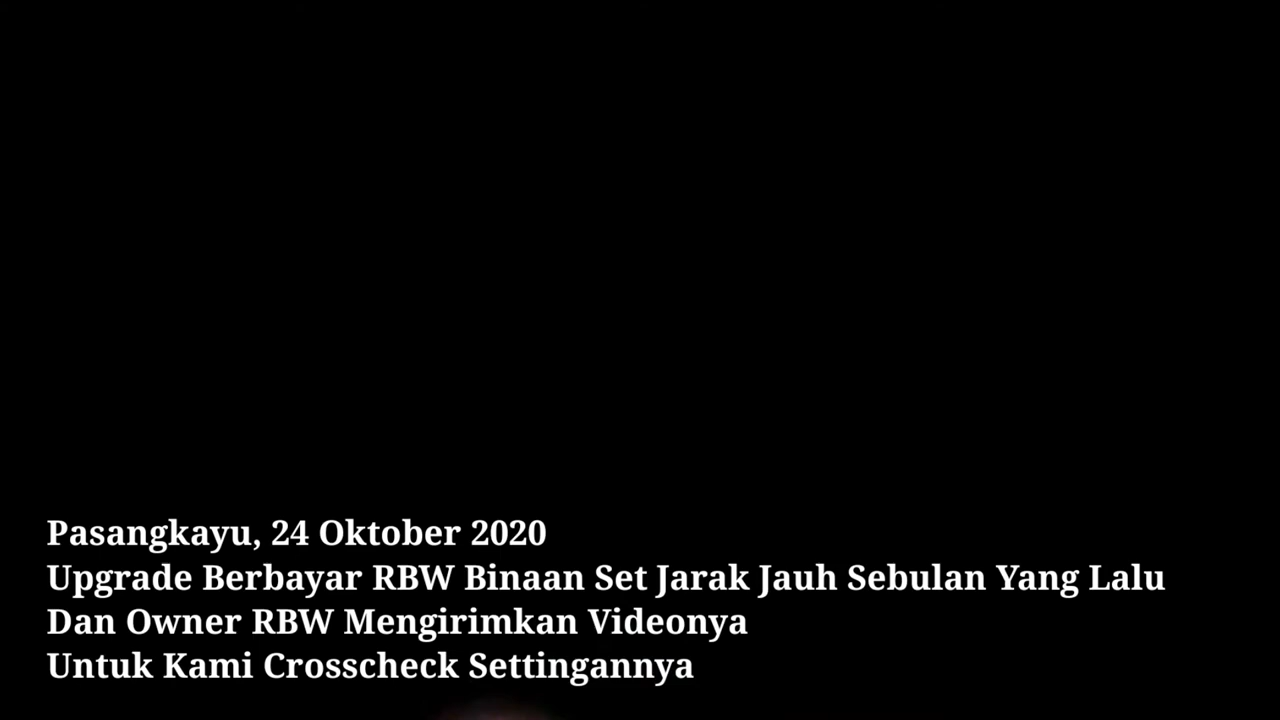 Pasangkayu, 24 Oktober 2020
Upgrade Berbayar RBW Binaan Set Jarak Jauh Sebulan Yang Lalu
Dan Owner RBW Mengirimkan Videonya
Untuk Kami Crosscheck Settingannya